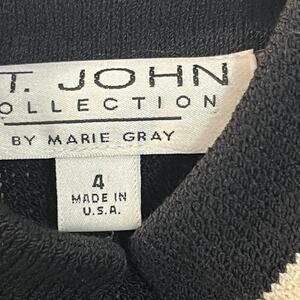 T. JOHN
OLLECTION
BY MARIE GRAY
4
MADE IN
U.S.A.